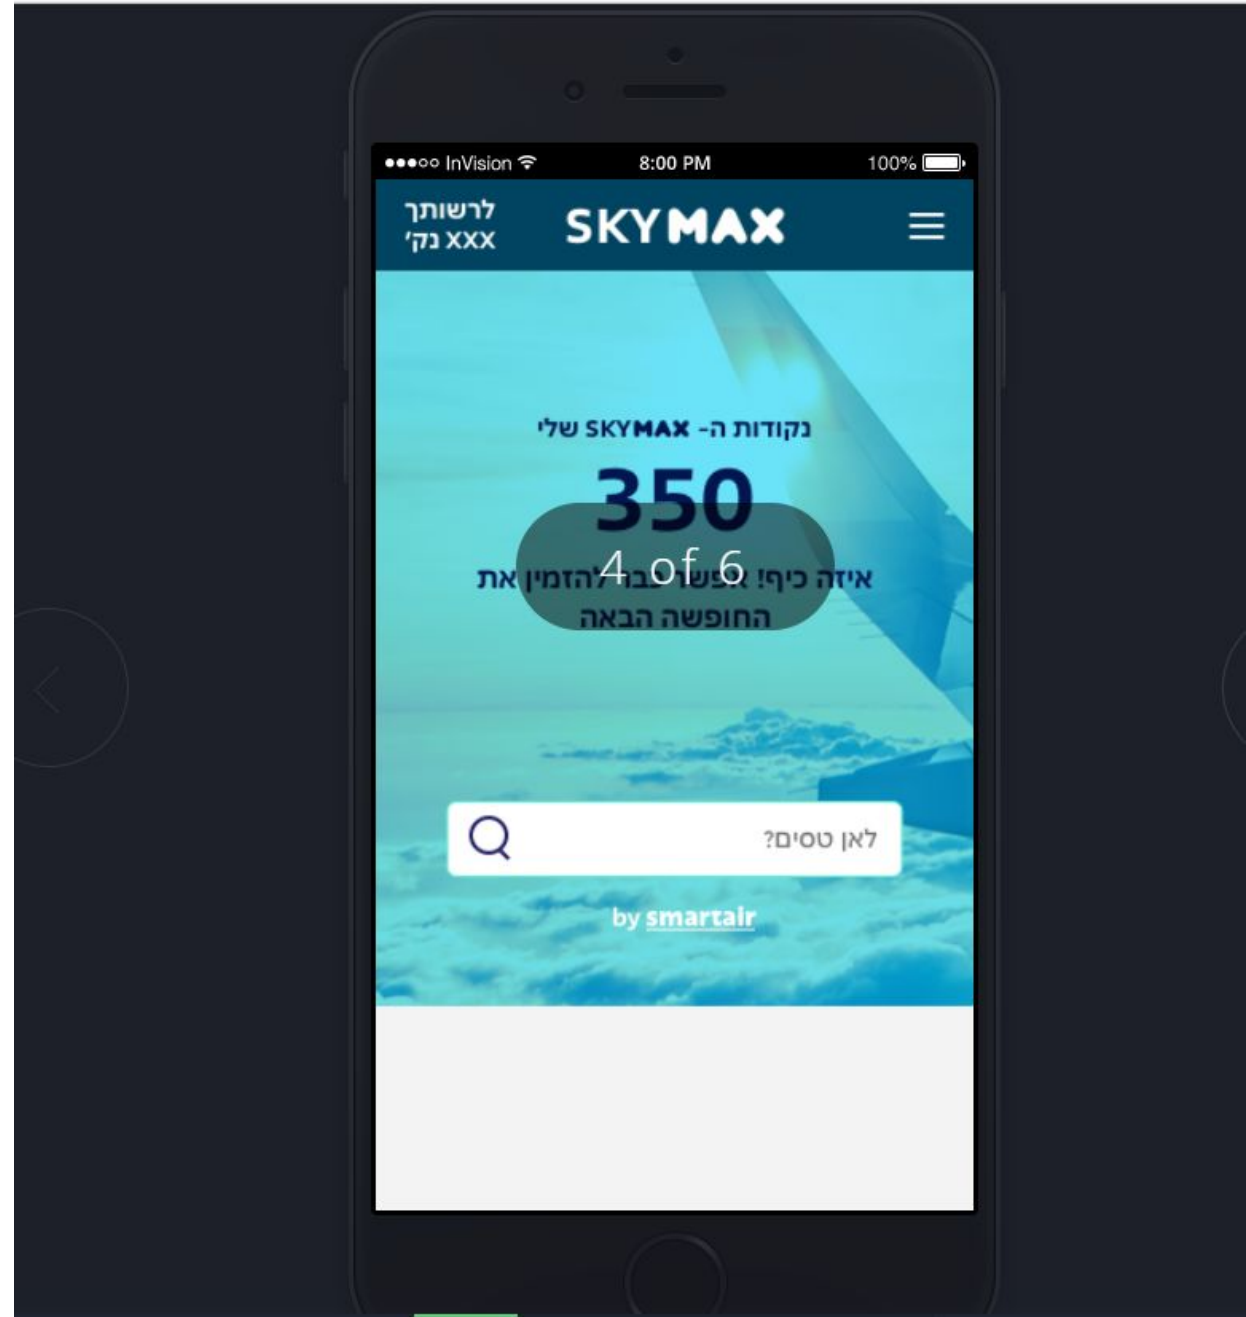 InVision
8:00 PM
100%
לרשותך
XXX נק׳
SKYMAX
נקודות ה- SKYMAX שלי
350
4 of 6
איזה כיף! אפשר כבר להזמין את
החופשה הבאה
לאן טסים?
by smartair